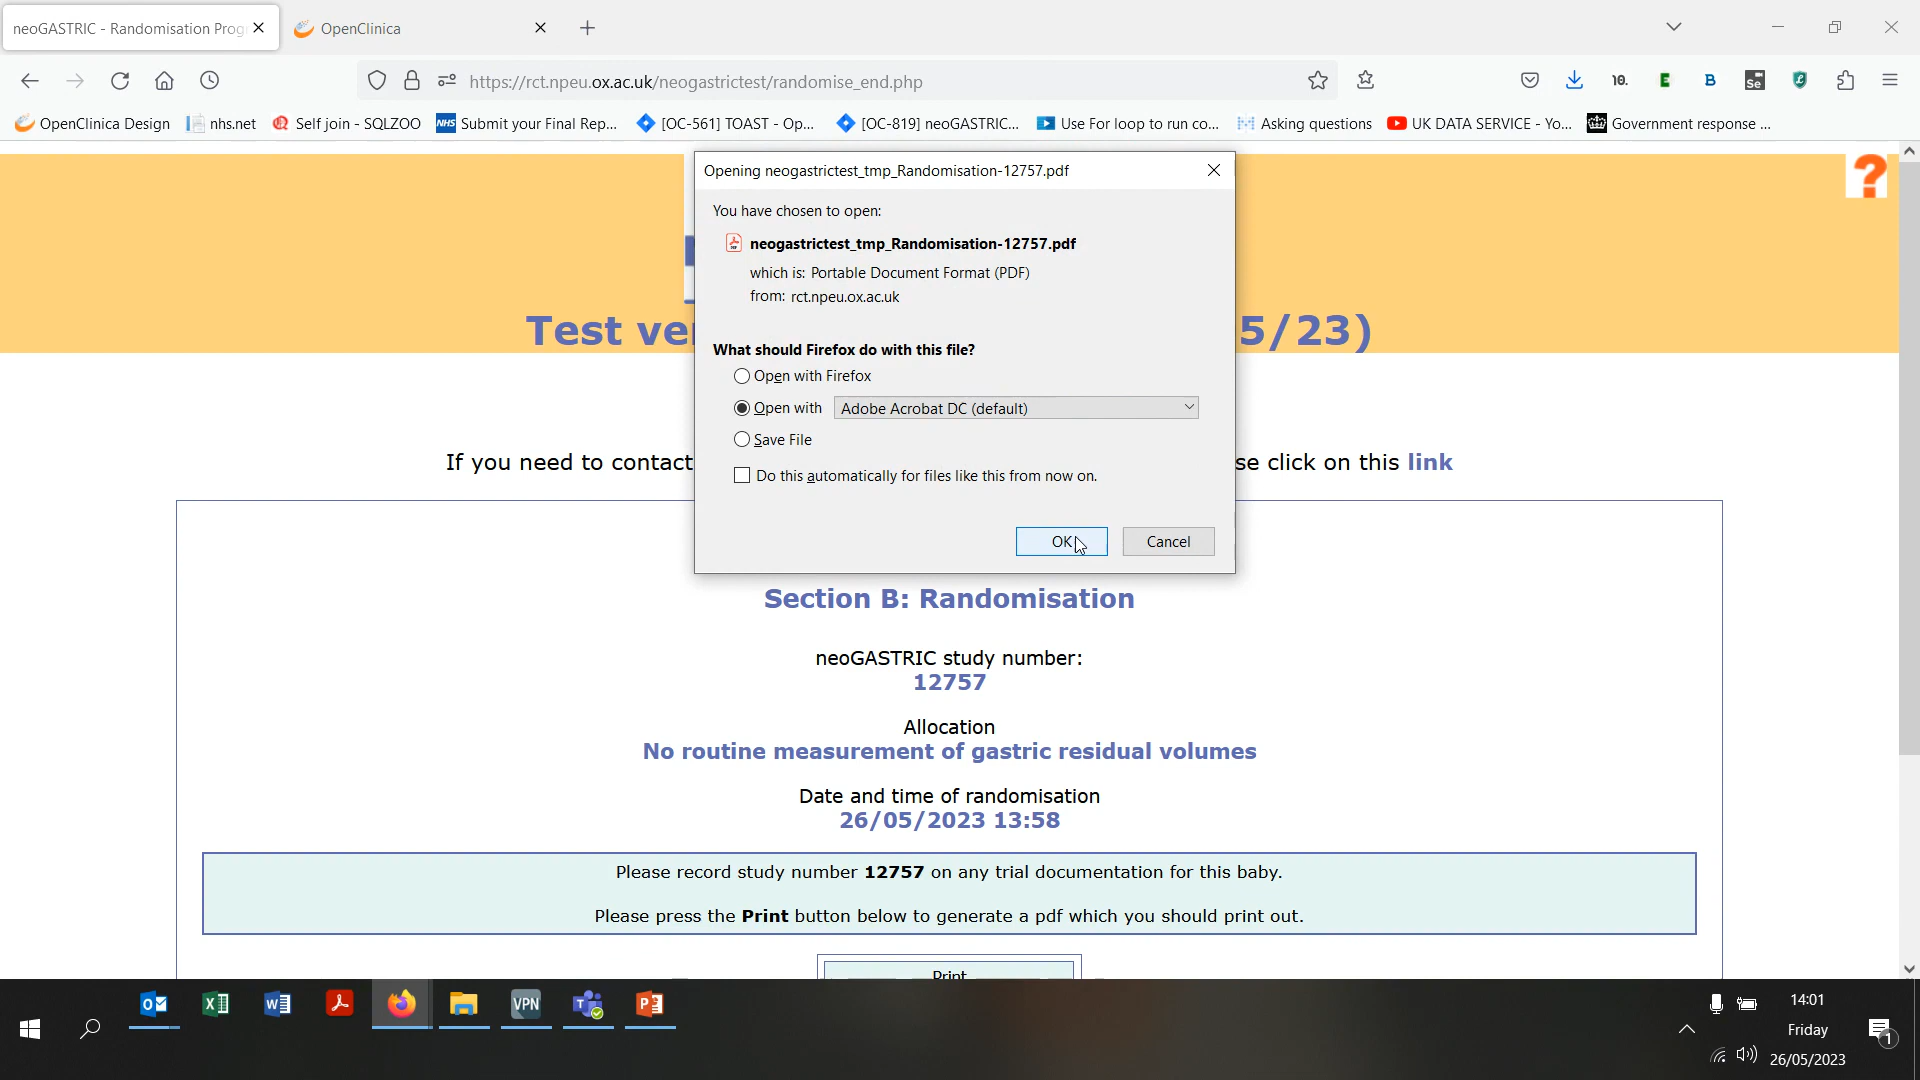 neoGASTRIC - Randomisation Prog
OpenClinica
https://rct.npeu.ox.ac.uk/neogastrictest/randomise_end.php
OpenClinica Design
nhs.net
Self join - SQLZOO
NHS Submit your Final Rep...
[OC-561] TOAST - Op...
[OC-819] neoGASTRIC...
Use For loop to run co...
Asking questions
UK DATA SERVICE - Yo...
Government response ...
Opening neogastrictest_tmp_Randomisation-12757.pdf
You have chosen to open:
neogastrictest_tmp_Randomisation-12757.pdf
which is: Portable Document Format (PDF)
from: rct.npeu.ox.ac.uk
Test ve
5/23)
What should Firefox do with this file?
Open with Firefox
Open with
Adobe Acrobat DC (default)
Save File
If you need to contact
se click on this link
Do this automatically for files like this from now on.
OK
Cancel
Section B: Randomisation
neoGASTRIC study number:
12757
Allocation
No routine measurement of gastric residual volumes
Date and time of randomisation
26/05/2023 13:58
Please record study number 12757 on any trial documentation for this baby.
Please press the Print button below to generate a pdf which you should print out.
Print
VPN
14:01
Friday
26/05/2023
1